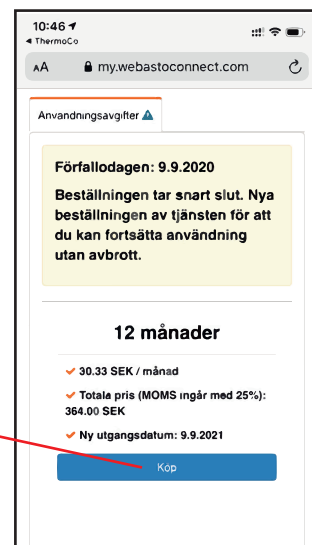 10:46
ThermoCo
AA my.webastoconnect.com
Användningsavgifter
Förfallodagen: 9.9.2020
Beställningen tar snart slut. Nya
beställningen av tjänsten för att
du kan fortsätta användning
utan avbrott.
12 månader
30.33 SEK / månad
Totala pris (MOMS ingår med 25%):
364.00 SEK
Ny utgangsdatum: 9.9.2021
Köp